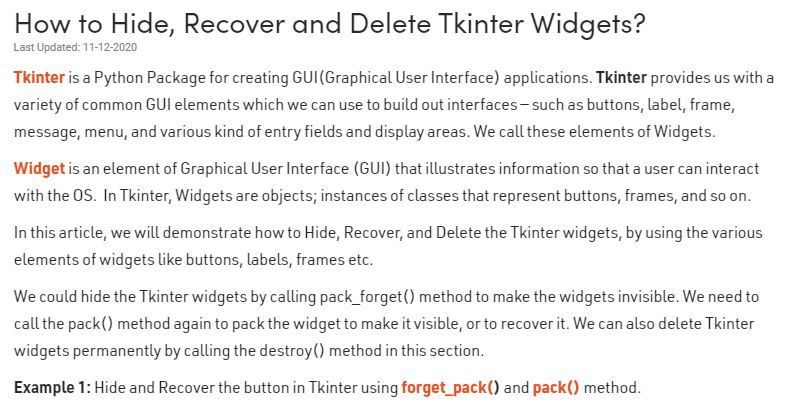 How to Hide, Recover and Delete Tkinter Widgets?
Last Updated: 11-12-2020
Tkinter is a Python Package for creating GUI(Graphical User Interface) applications. Tkinter provides us with a
variety of common GUI elements which we can use to build out interfaces – such as buttons, label, frame,
message, menu, and various kind of entry fields and display areas. We call these elements of Widgets.
Widget is an element of Graphical User Interface (GUI) that illustrates information so that a user can interact
with the OS. In Tkinter, Widgets are objects; instances of classes that represent buttons, frames, and so on.
In this article, we will demonstrate how to Hide, Recover, and Delete the Tkinter widgets, by using the various
elements of widgets like buttons, labels, frames etc.
We could hide the Tkinter widgets by calling pack_forget() method to make the widgets invisible. We need to
call the pack() method again to pack the widget to make it visible, or to recover it. We can also delete Tkinter
widgets permanently by calling the destroy() method in this section.
Example 1: Hide and Recover the button in Tkinter using forget_pack() and pack() method.